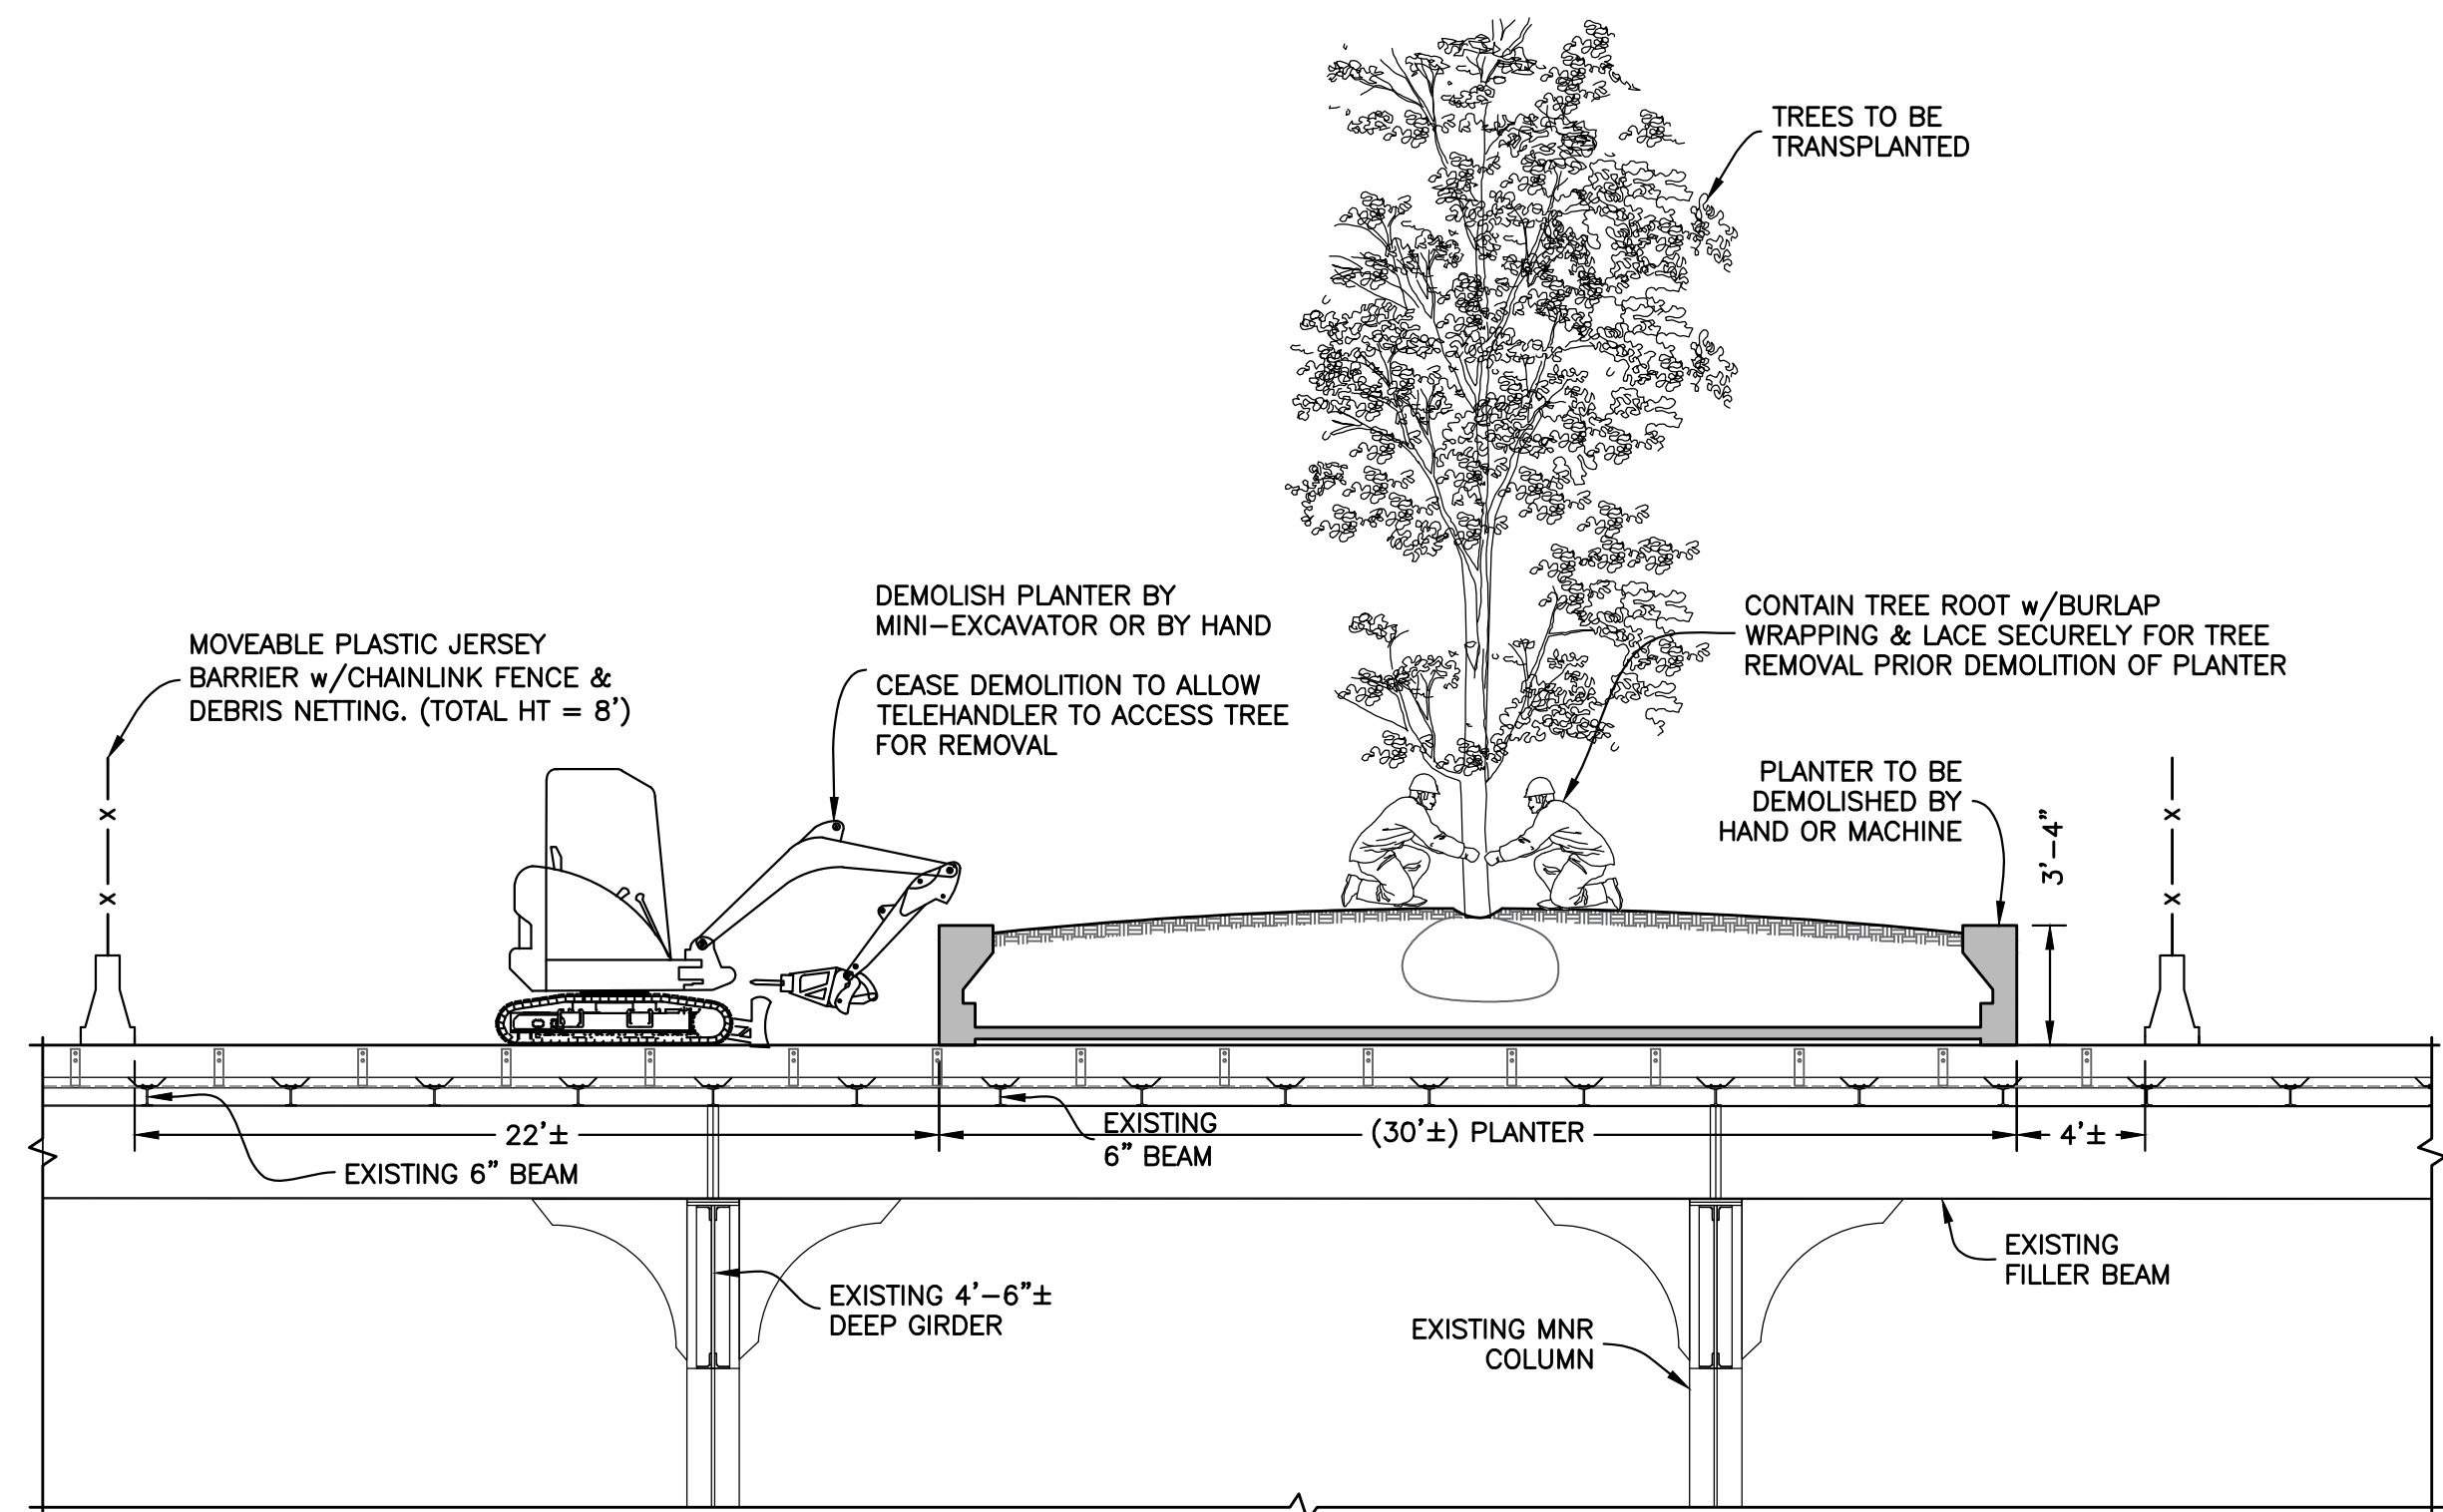 TREES TO BE
TRANSPLANTED
DEMOLISH PLANTER BY
MINI-EXCAVATOR OR BY HAND
CEASE DEMOLITION TO ALLOW
TELEHANDLER TO ACCESS TREE
FOR REMOVAL
MOVEABLE PLASTIC JERSEY
BARRIER w/CHAINLINK FENCE &
DEBRIS NETTING. (TOTAL HT = 8')
CONTAIN TREE ROOT w/BURLAP
WRAPPING & LACE SECURELY FOR TREE
REMOVAL PRIOR DEMOLITION OF PLANTER
PLANTER TO BE
DEMOLISHED BY
HAND OR MACHINE
3'-4"
X
X
X
X
22'±
EXISTING
6" BEAM
(30'±) PLANTER
4'±
EXISTING 6" BEAM
EXISTING
FILLER BEAM
EXISTING 4'-6"±
DEEP GIRDER
EXISTING MNR
COLUMN